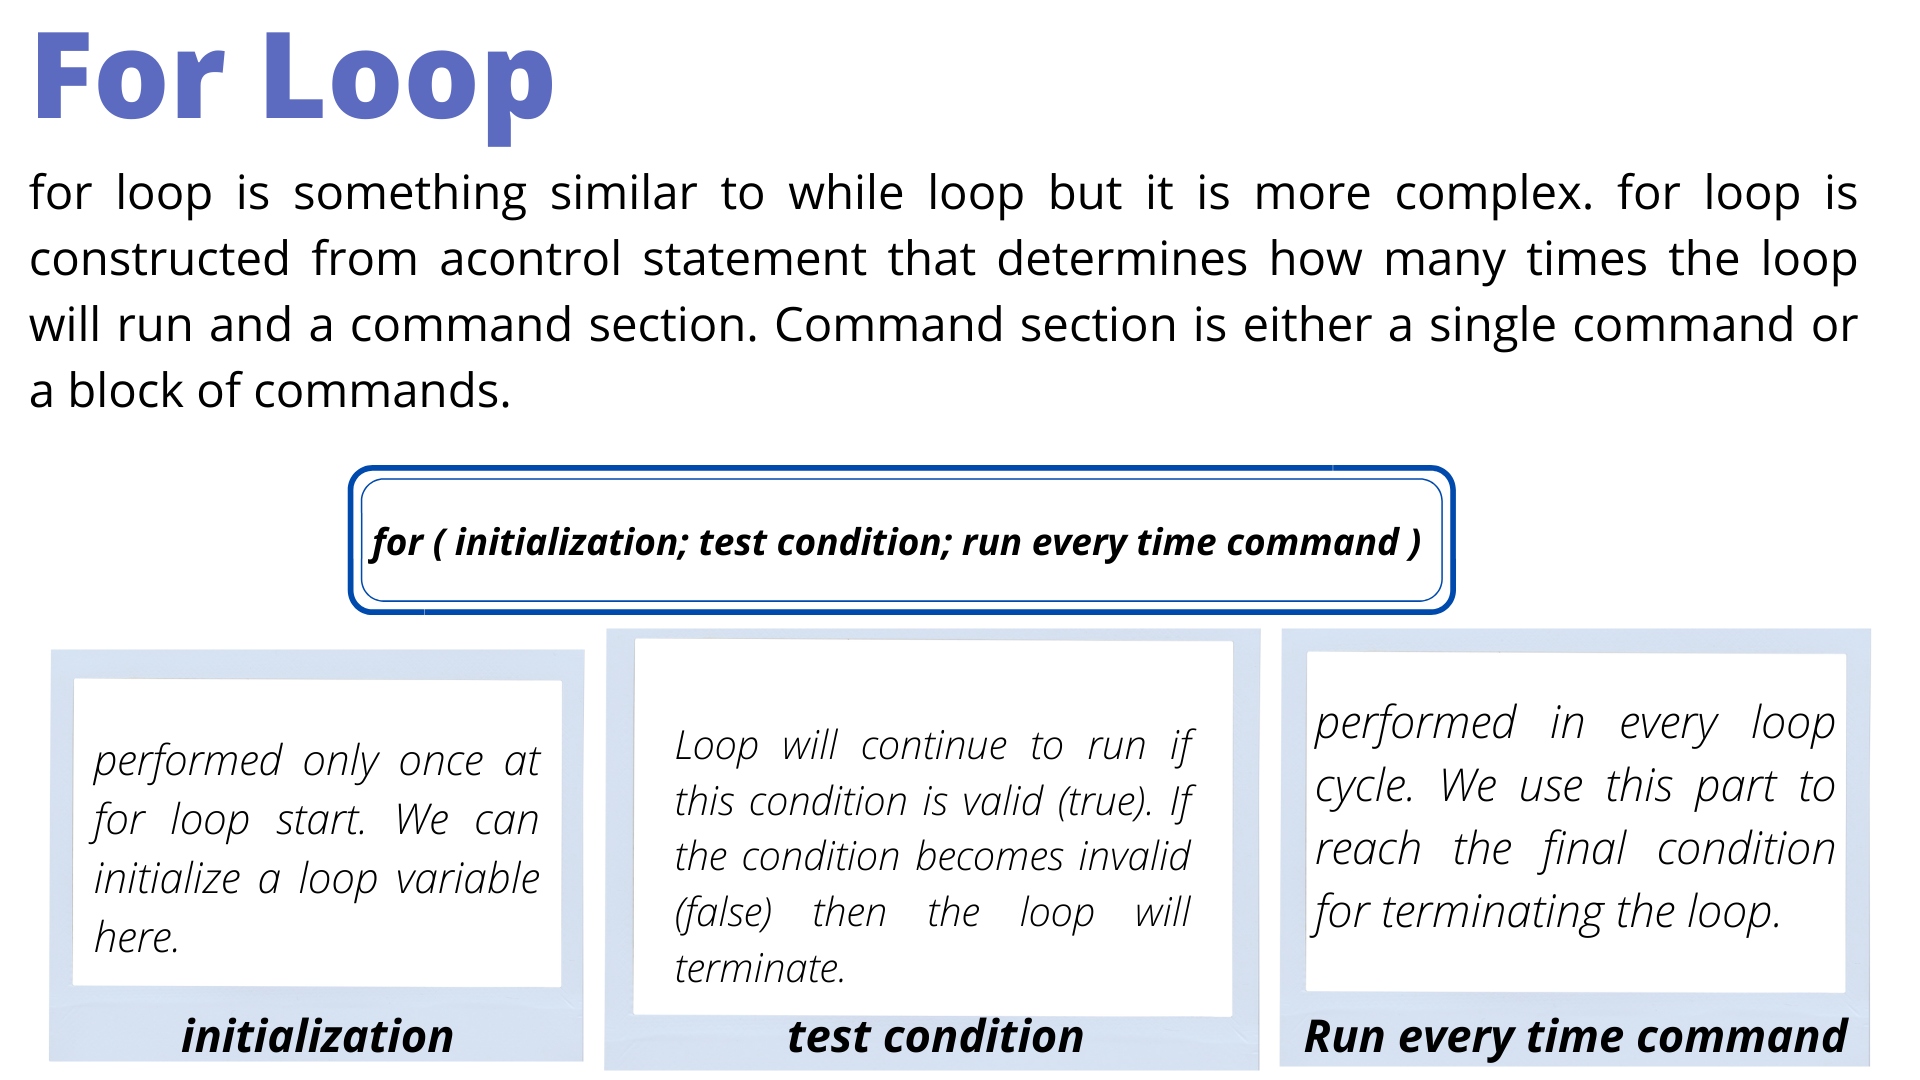 For Loop
for loop is something similar to while loop but it is more complex. for loop is
constructed from acontrol statement that determines how many times the loop
will run and a command section. Command section is either a single command or
a block of commands.
for ( initialization; test condition; run every time command )
performed only once at
for loop start. We can
initialize a loop variable
here.
initialization
Loop will continue to run if
this condition is valid (true). If
the condition becomes invalid
(false) then the loop will
terminate.
test condition
performed in every loop
cycle. We use this part to
reach the final condition
for terminating the loop.
Run every time command